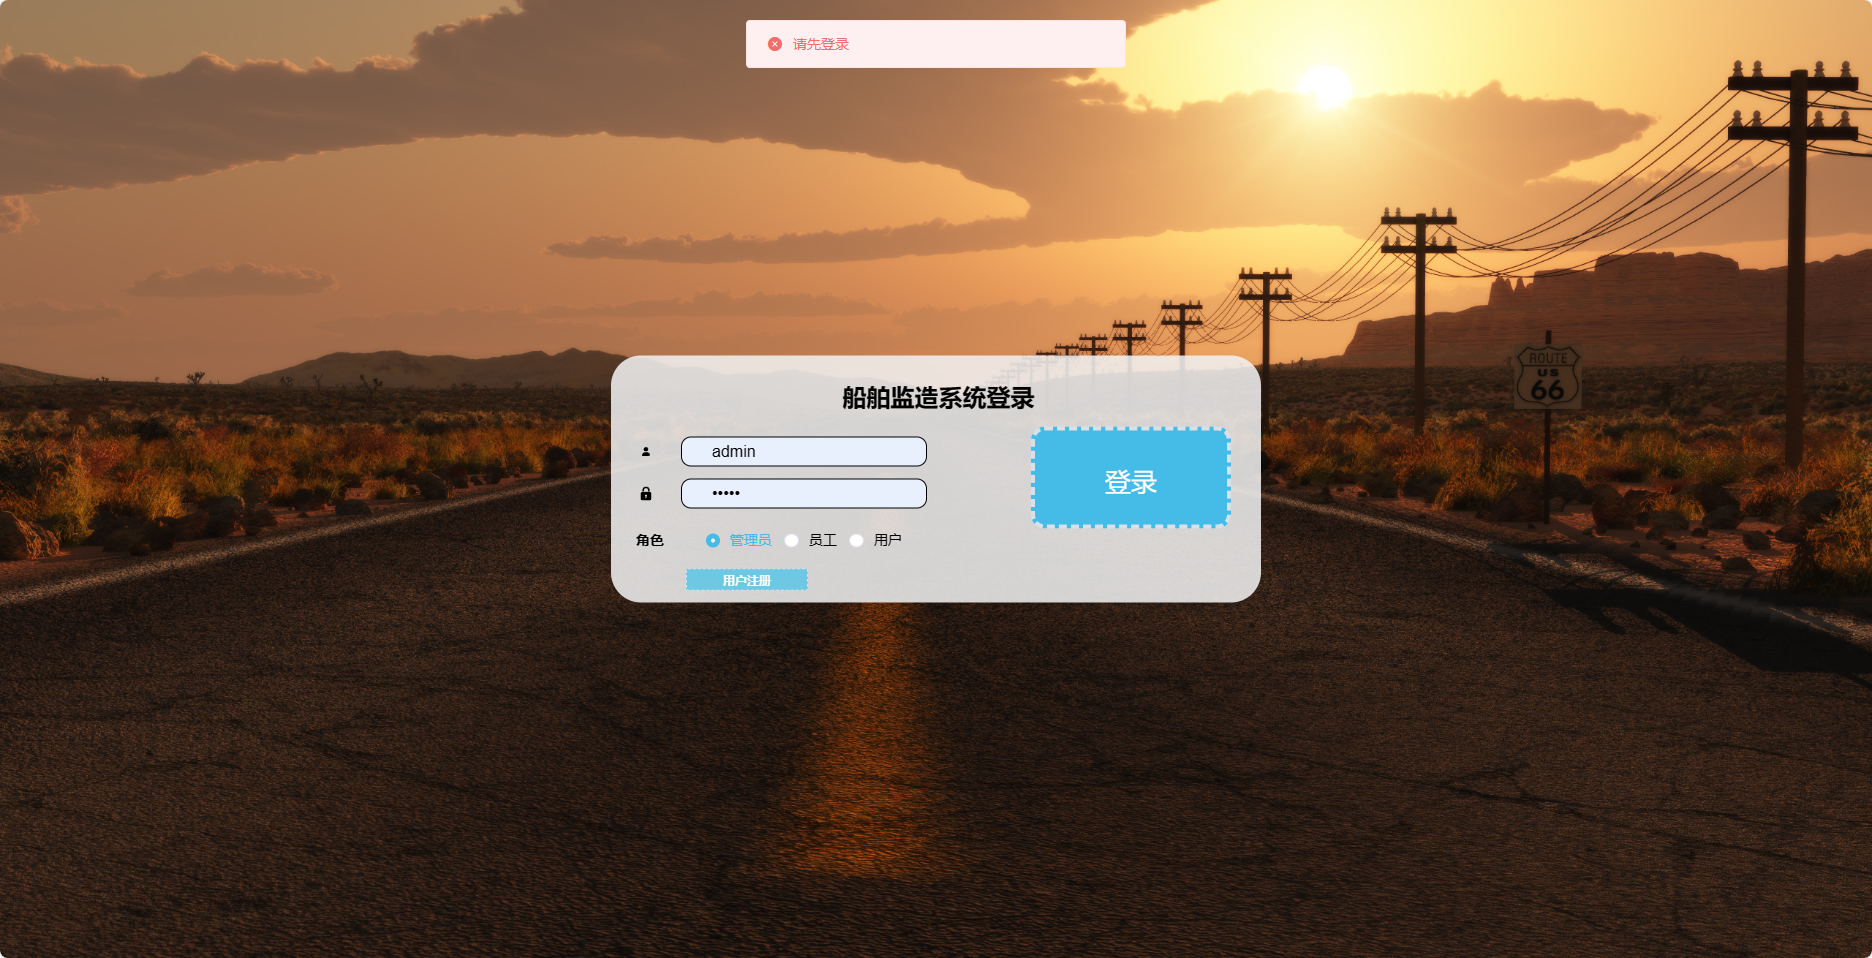 请先登录
ROUTE
US
66
船舶监造系统登录
admin
•••••
登录
角色 管理员 员工 用户
用户注册